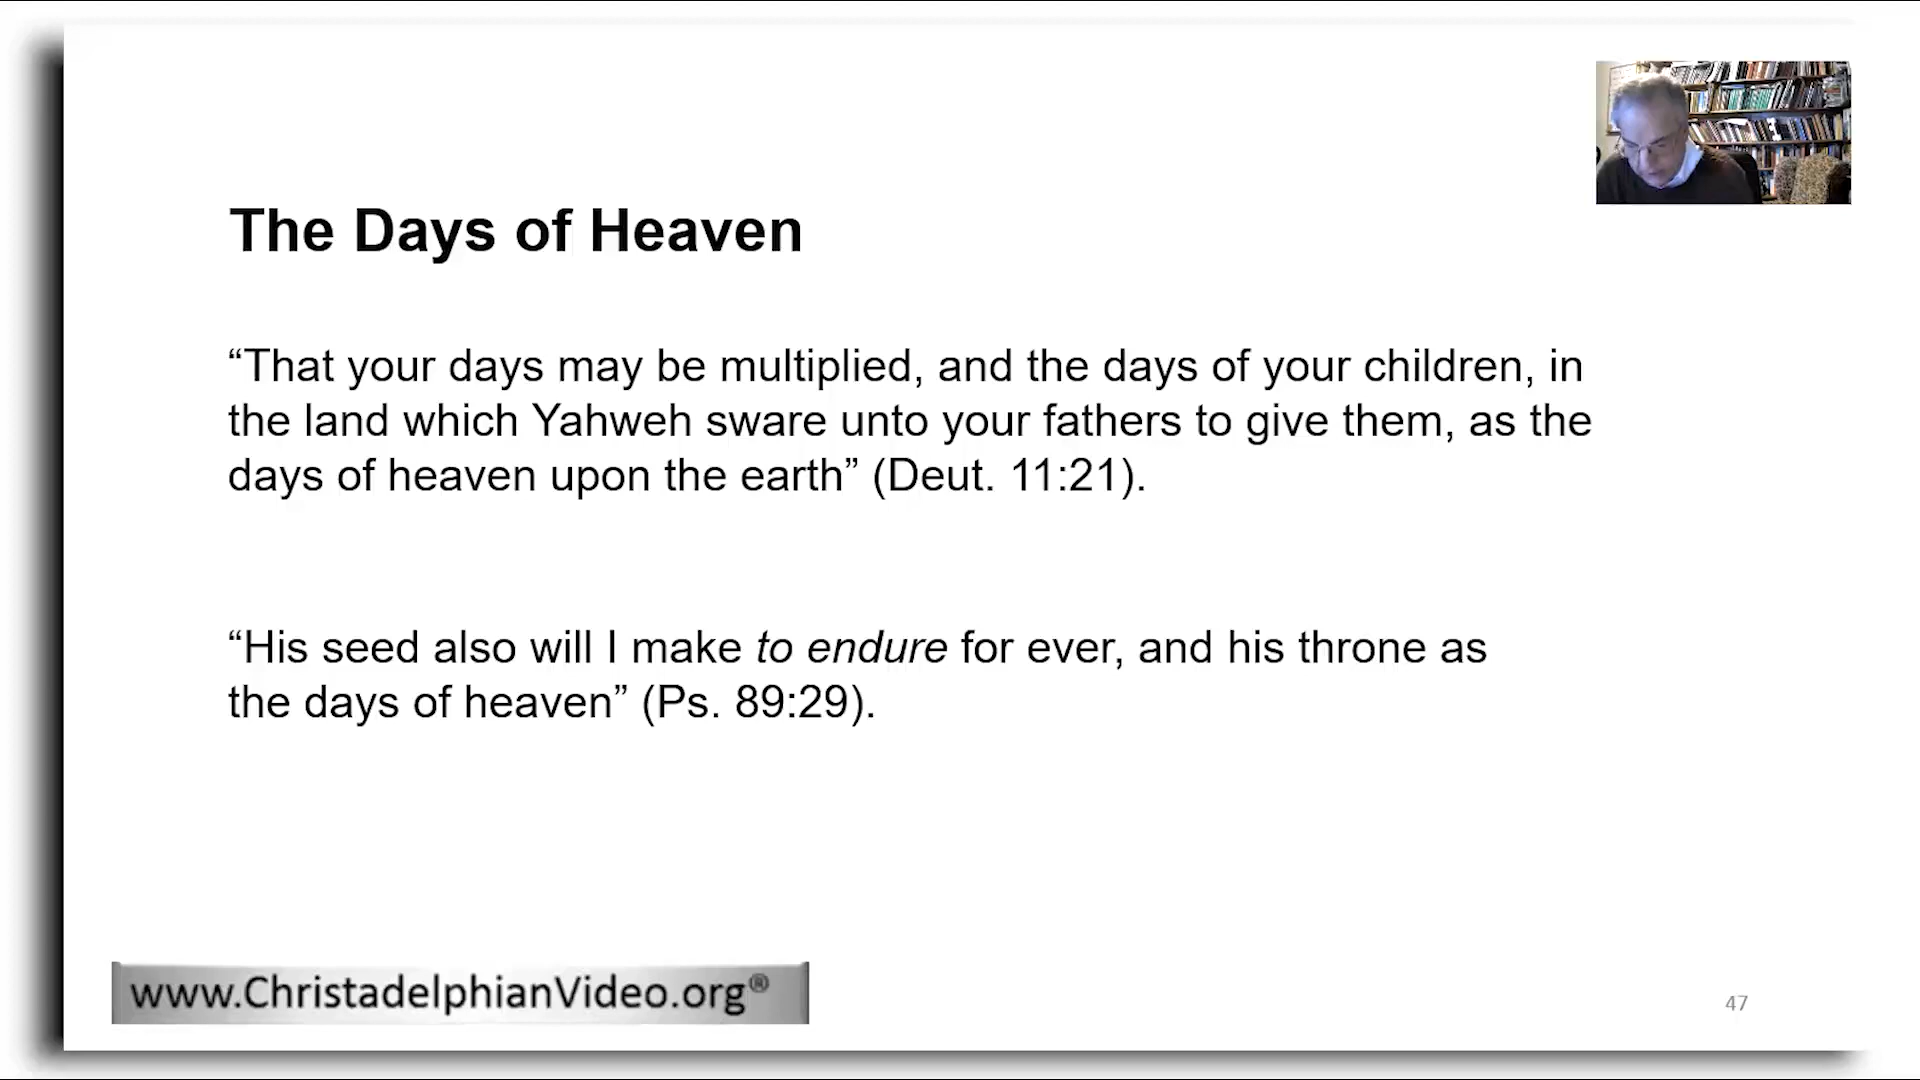 The Days of Heaven
“That your days may be multiplied, and the days of your children, in
the land which Yahweh sware unto your fathers to give them, as the
days of heaven upon the earth” (Deut. 11:21).
“His seed also will I make to endure for ever, and his throne as
the days of heaven” (Ps. 89:29).
www.ChristadelphianVideo.org®
47